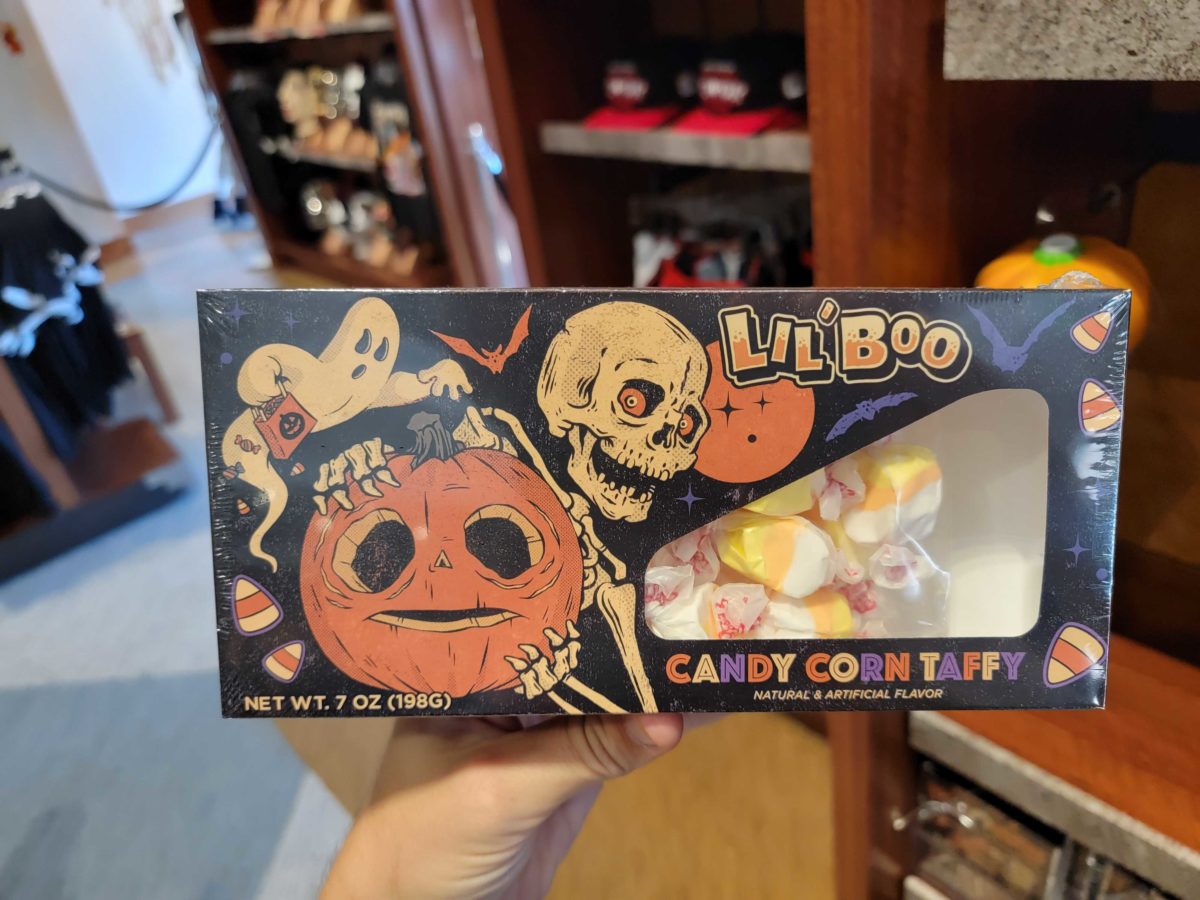 LIL' BOO
CANDY CORN TAFFY
NATURAL & ARTIFICIAL FLAVOR
NET WT. 7 OZ (198G)